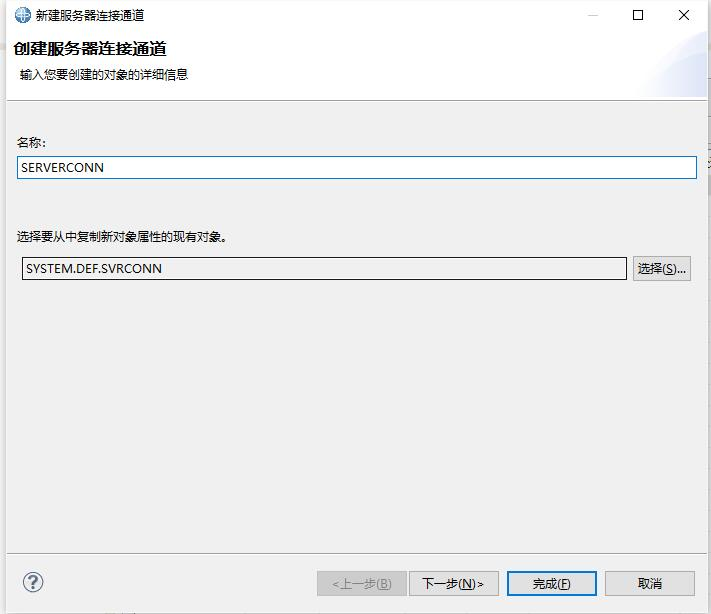 新建服务器连接通道
创建服务器连接通道
输入您要创建的对象的详细信息
名称:
SERVERCONN
选择要从中复制新对象属性的现有对象。
SYSTEM.DEF.SVRCONN
选择(S)...
<上一步(B)
下一步(N)>
完成(F)
取消